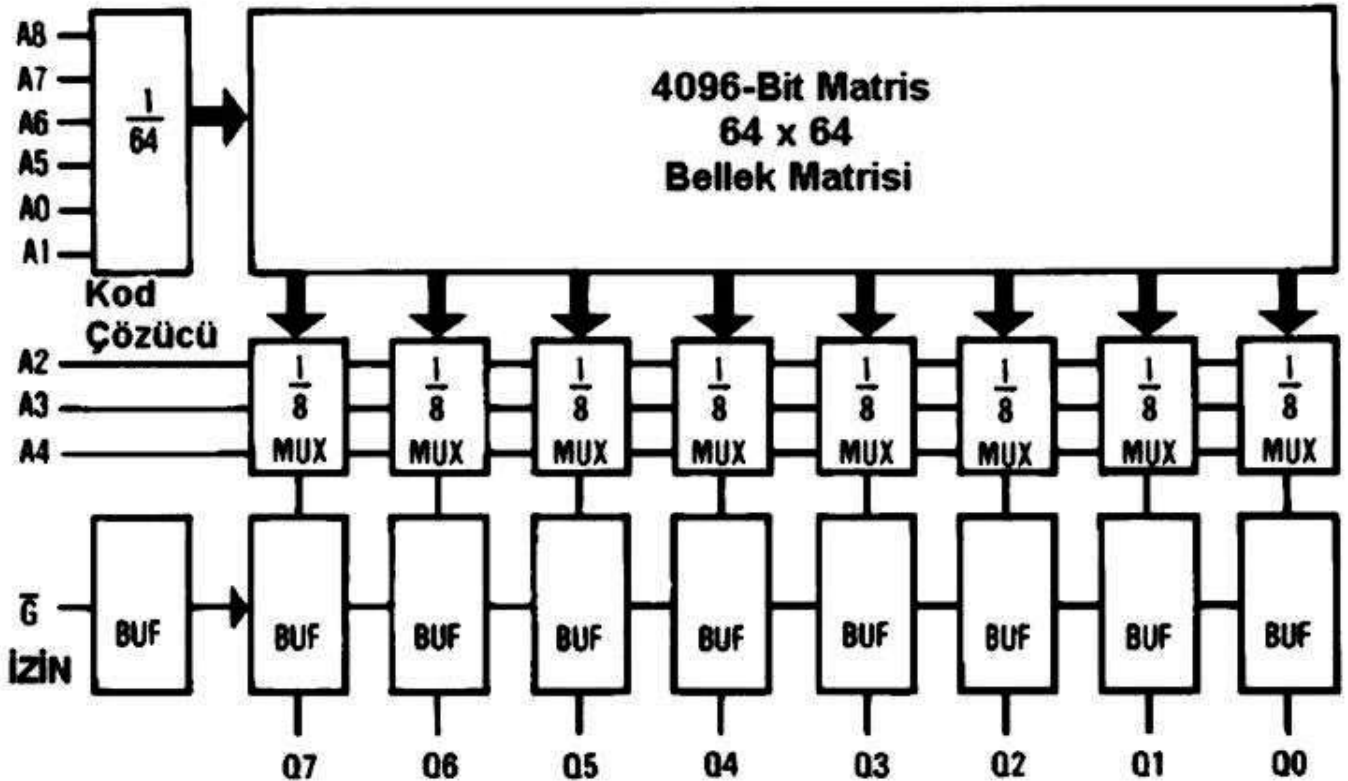 A8
A7
A6
A5
A0
A1
1
64
4096-Bit Matris
64 x 64
Bellek Matrisi
Kod
Çözücü
A2
A3
A4
1
8
MUX
1
8
MUX
1
8
MUX
1
8
MUX
1
8
MUX
1
8
MUX
1
8
MUX
1
8
MUX
G̅
İZİN
BUF
BUF
BUF
BUF
BUF
BUF
BUF
BUF
BUF
Q7 Q6 Q5 Q4 Q3 Q2 Q1 Q0